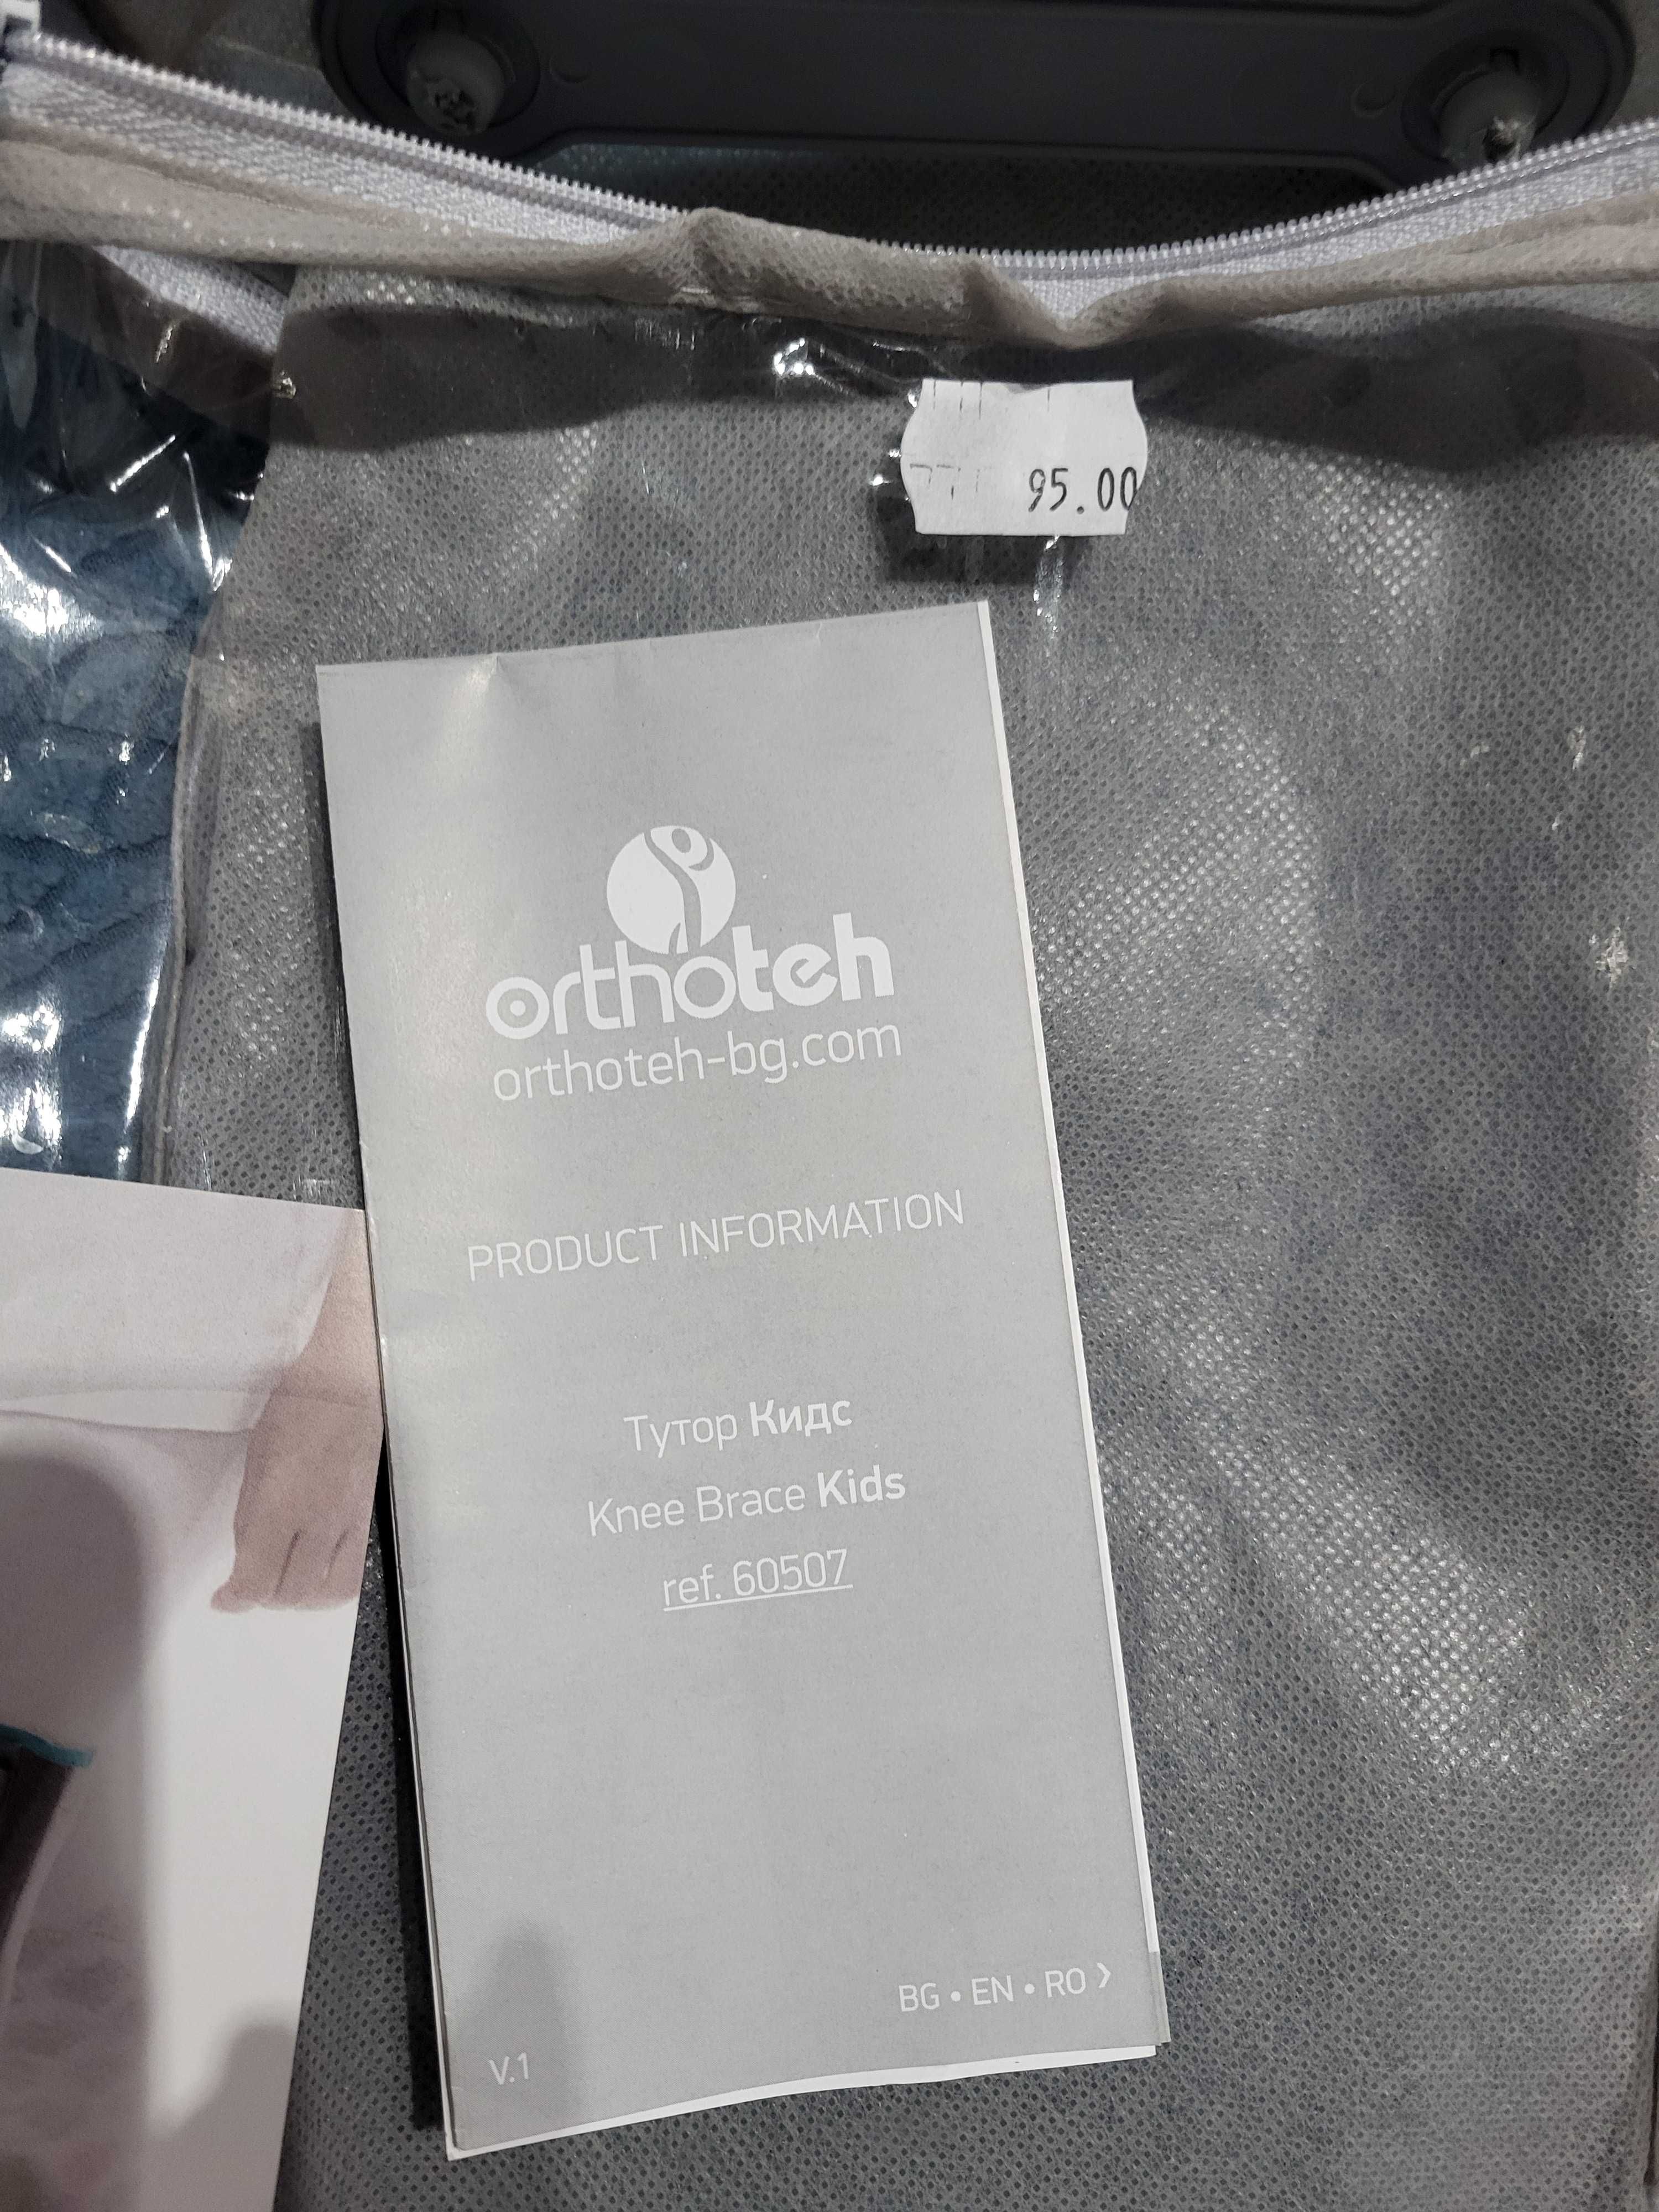 95.00
orthoteh
orthoteh-bg.com
PRODUCT INFORMATION
Тутор Кидс
Knee Brace Kids
ref. 60507
BG • EN • RO ›
V.1